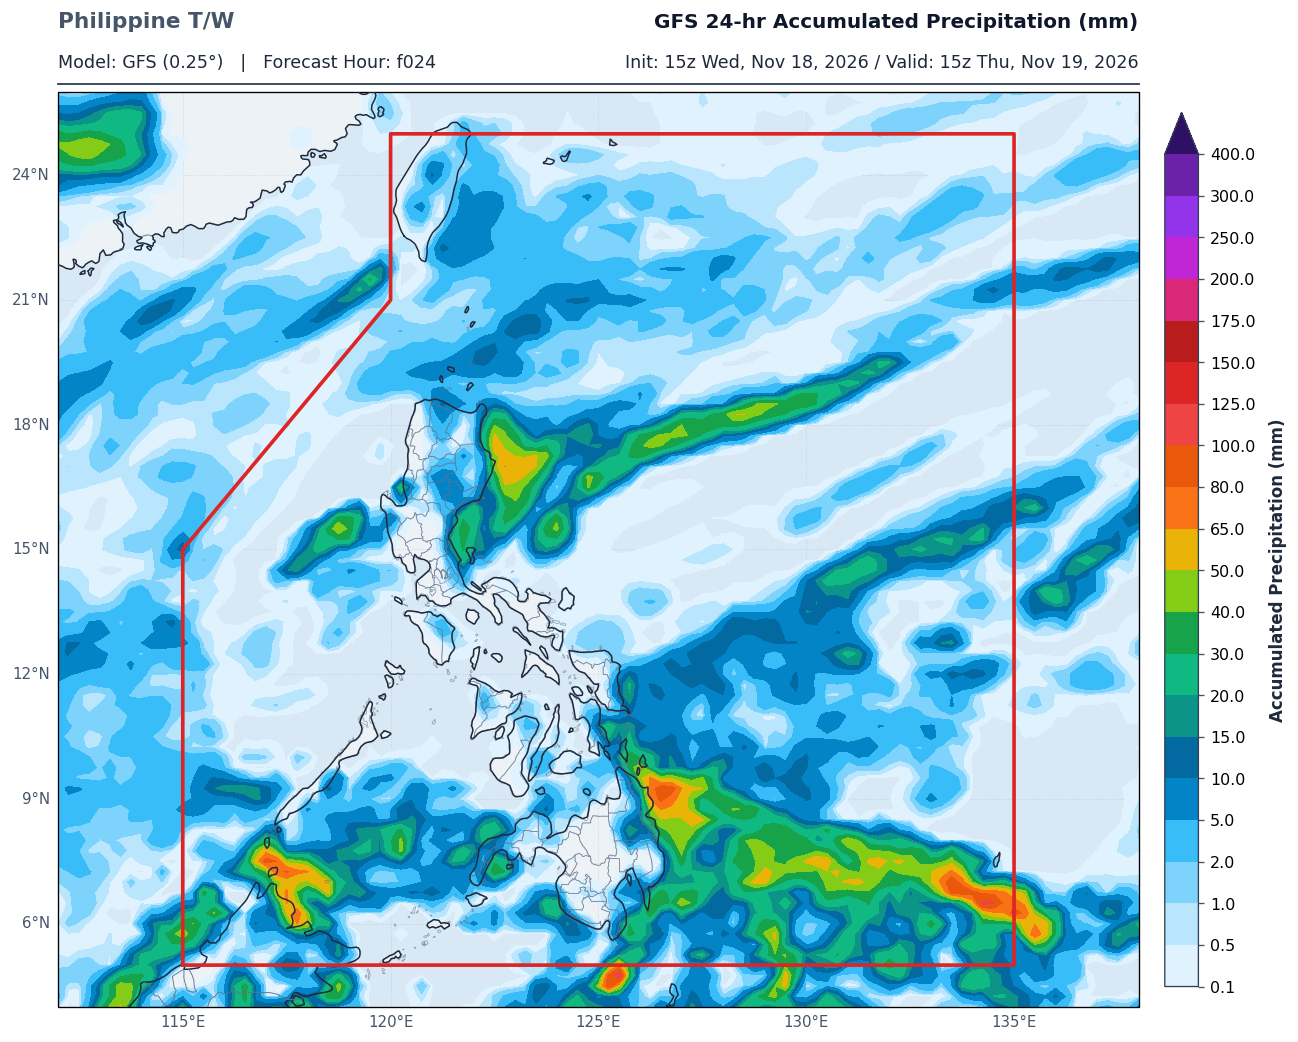 Philippine T/W
GFS 24-hr Accumulated Precipitation (mm)
Model: GFS (0.25°)   |   Forecast Hour: f024
Init: 15z Wed, Nov 18, 2026 / Valid: 15z Thu, Nov 19, 2026
24°N
21°N
18°N
15°N
12°N
9°N
6°N
115°E
120°E
125°E
130°E
135°E
400.0
300.0
250.0
200.0
175.0
150.0
125.0
100.0
80.0
65.0
50.0
40.0
30.0
20.0
15.0
10.0
5.0
2.0
1.0
0.5
0.1
Accumulated Precipitation (mm)